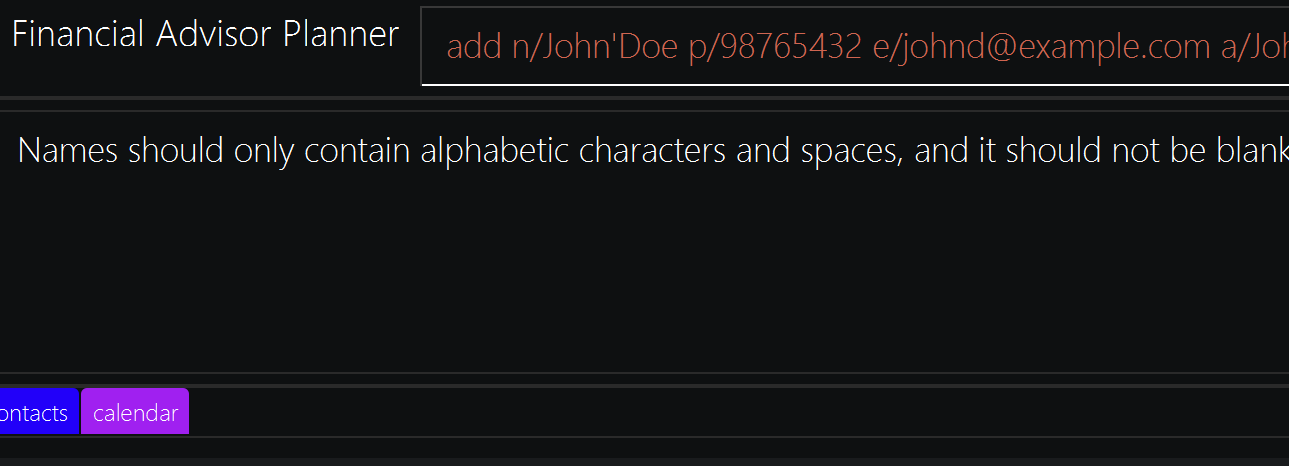 Financial Advisor Planner
add n/John'Doe p/98765432 e/johnd@example.com a/Joh
Names should only contain alphabetic characters and spaces, and it should not be blank
ontacts calendar